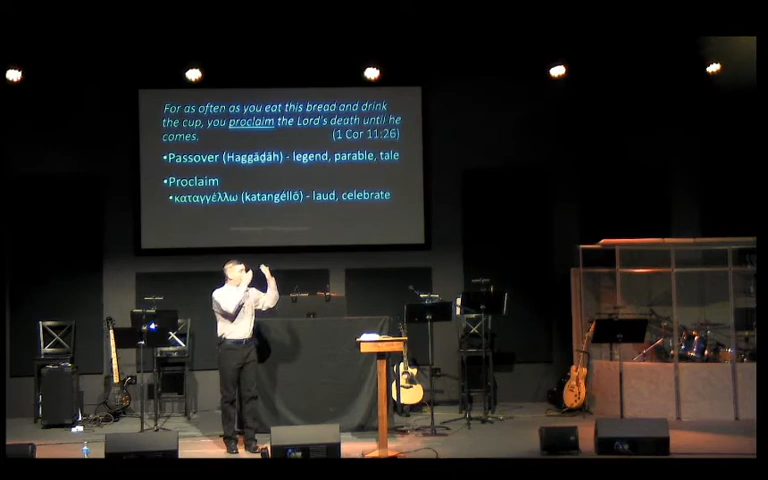 For as often as you eat this bread and drink
the cup, you proclaim the Lord's death until he
comes. (1 Cor 11:26)
•Passover (Haggāḏāh) - legend, parable, tale
•Proclaim
•καταγγέλλω (katangéllō) - laud, celebrate